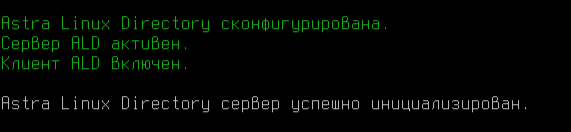 Astra Linux Directory сконфигурирована.
Сервер ALD активен.
Клиент ALD включен.
Astra Linux Directory сервер успешно инициализирован.